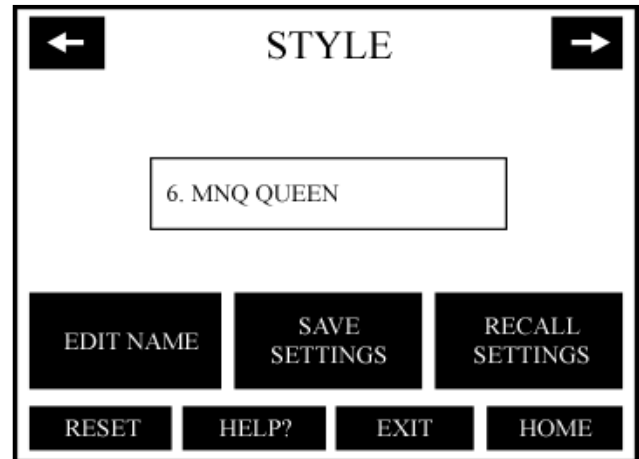 STYLE
6. MNQ QUEEN
EDIT NAME
SAVE
SETTINGS
RECALL
SETTINGS
RESET
HELP?
EXIT
HOME